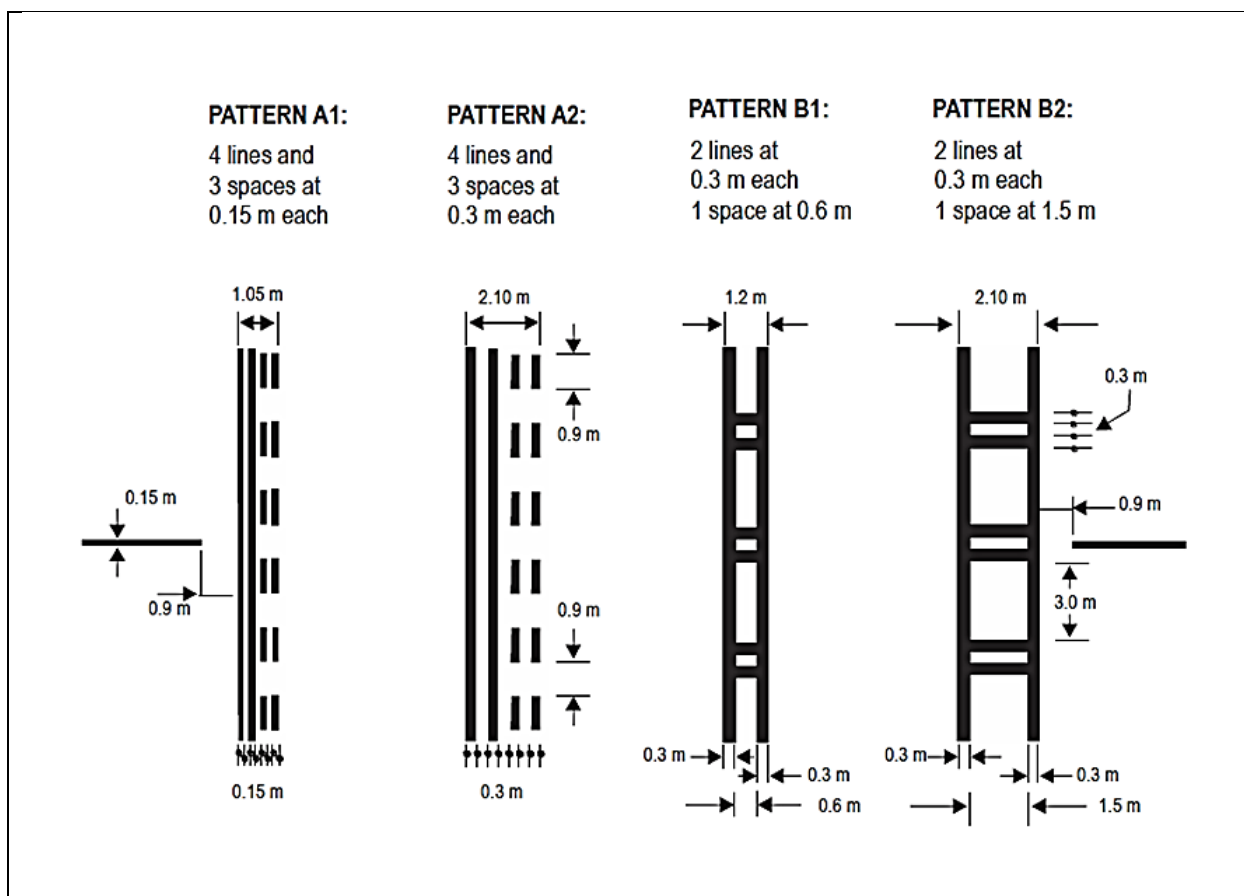 PATTERN A1:
4 lines and
3 spaces at
0.15 m each
PATTERN A2:
4 lines and
3 spaces at
0.3 m each
PATTERN B1:
2 lines at
0.3 m each
1 space at 0.6 m
PATTERN B2:
2 lines at
0.3 m each
1 space at 1.5 m
1.05 m
2.10 m
1.2 m
2.10 m
0.3 m
0.9 m
0.15 m
0.9 m
0.9 m
0.9 m
3.0 m
0.15 m
0.3 m
0.3 m
0.3 m
0.6 m
0.3 m
0.3 m
1.5 m